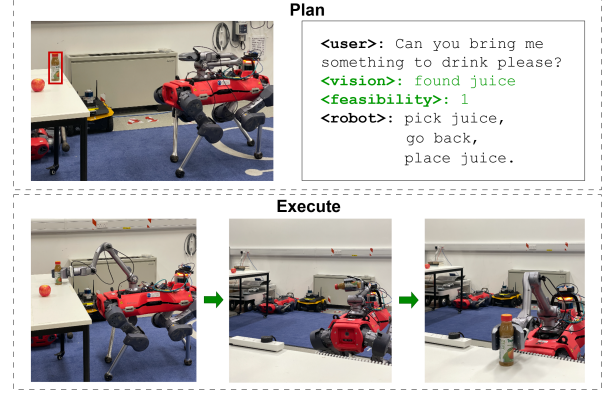 Plan
<user>: Can you bring me
something to drink please?
<vision>: found juice
<feasibility>: 1
<robot>: pick juice,
go back,
place juice.
Execute